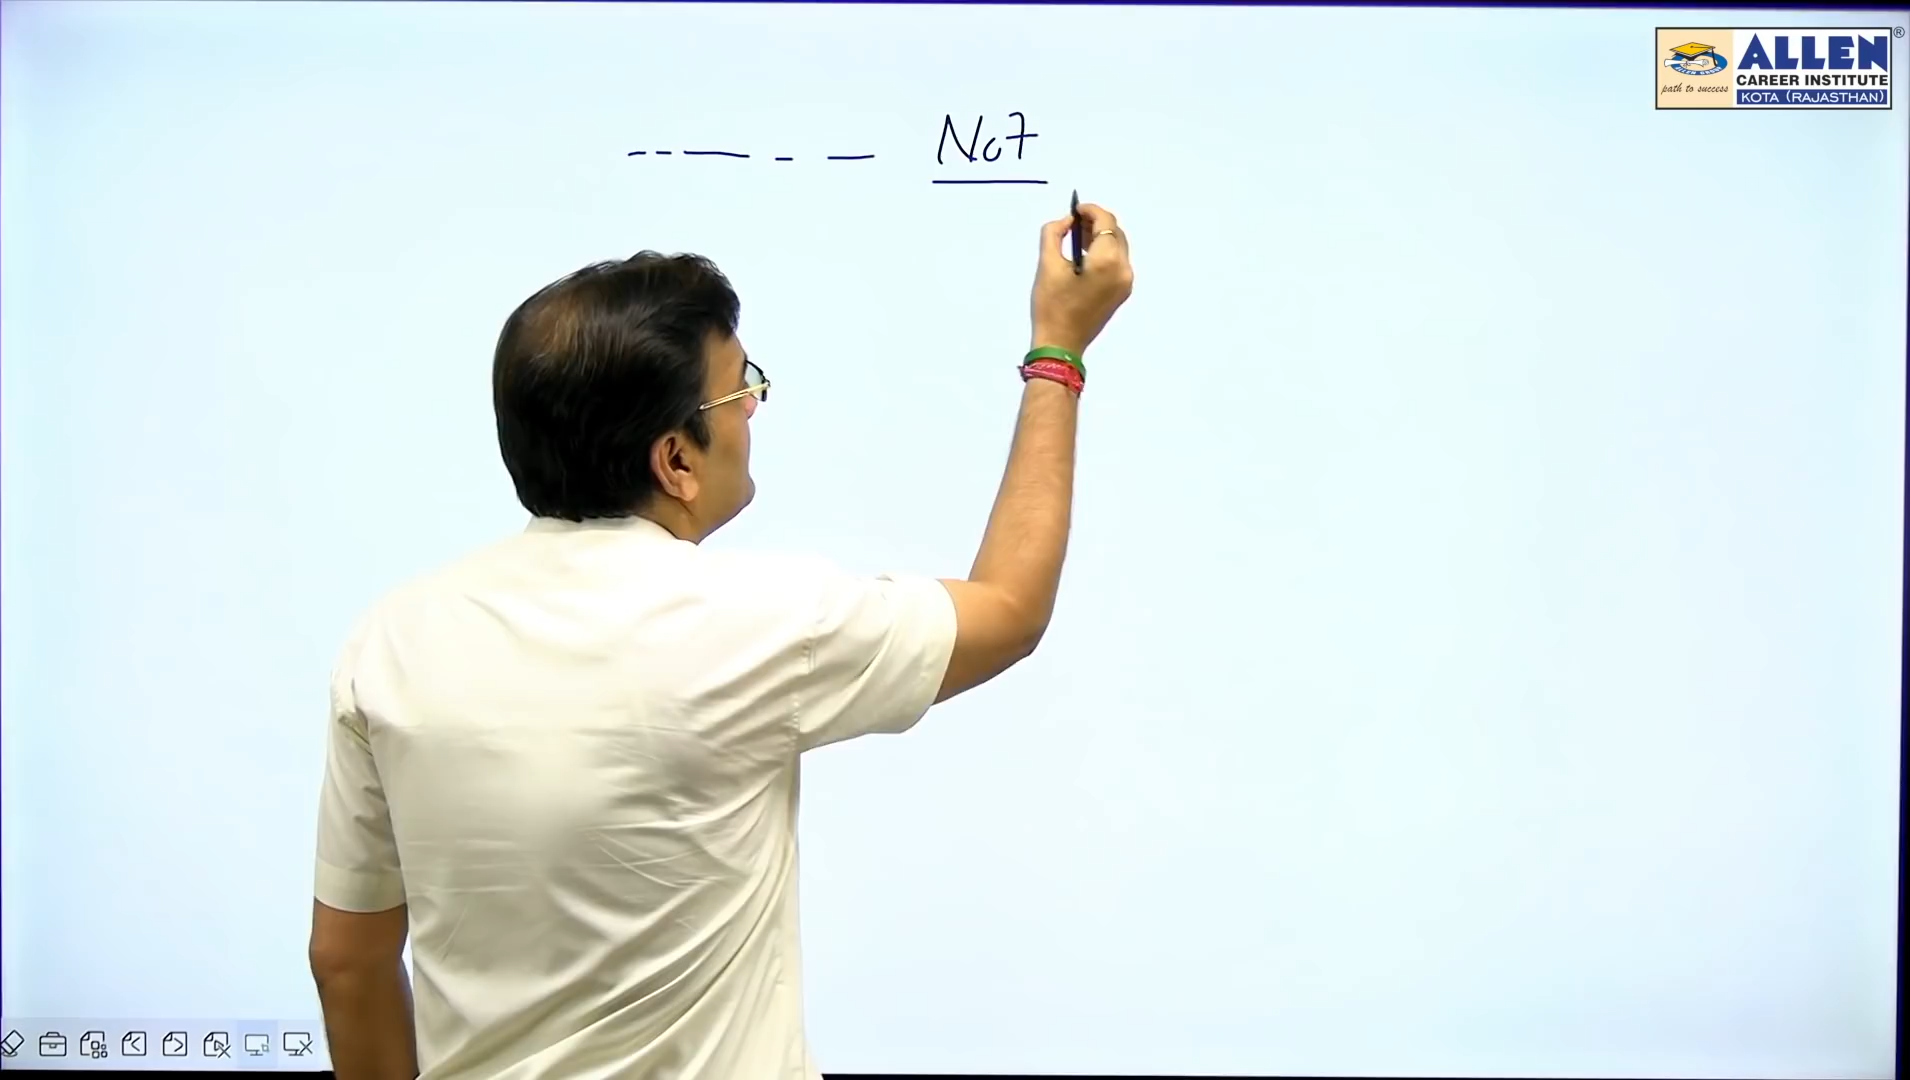 ---- - - Not
ALLEN®
CAREER INSTITUTE
KOTA (RAJASTHAN)
path to success